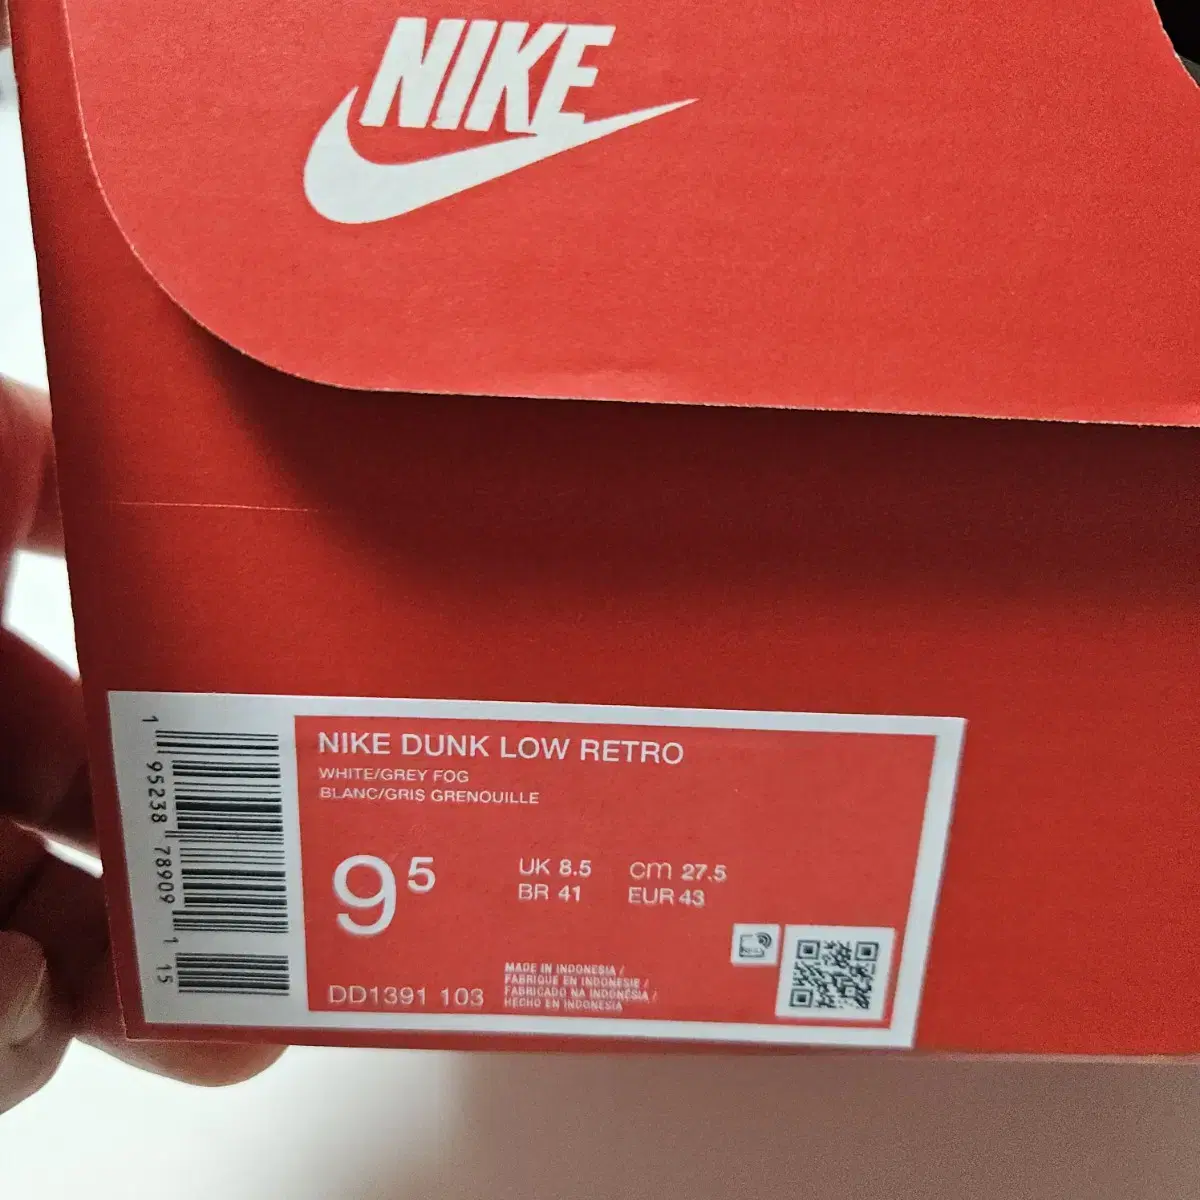 NIKE
NIKE DUNK LOW RETRO
WHITE/GREY FOG
BLANC/GRIS GRENOUILLE
9 5
UK 8.5 cm 27.5
BR 41 EUR 43
DD1391 103
MADE IN INDONESIA /
FABRIQUE EN INDONESIE /
FABRICADO NA INDONESIA /
HECHO EN INDONESIA
1 95238 78909 1 15